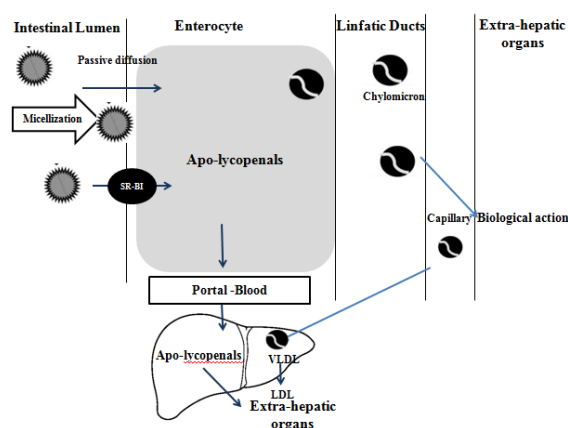 Intestinal Lumen
Enterocyte
Linfatic Ducts
Extra-hepatic
organs
Passive diffusion
Chylomicron
Micellization
Apo-lycopenals
SR-BI
Capillary
Biological action
Portal -Blood
Apo-lycopenals
VLDL
LDL
Extra-hepatic
organs